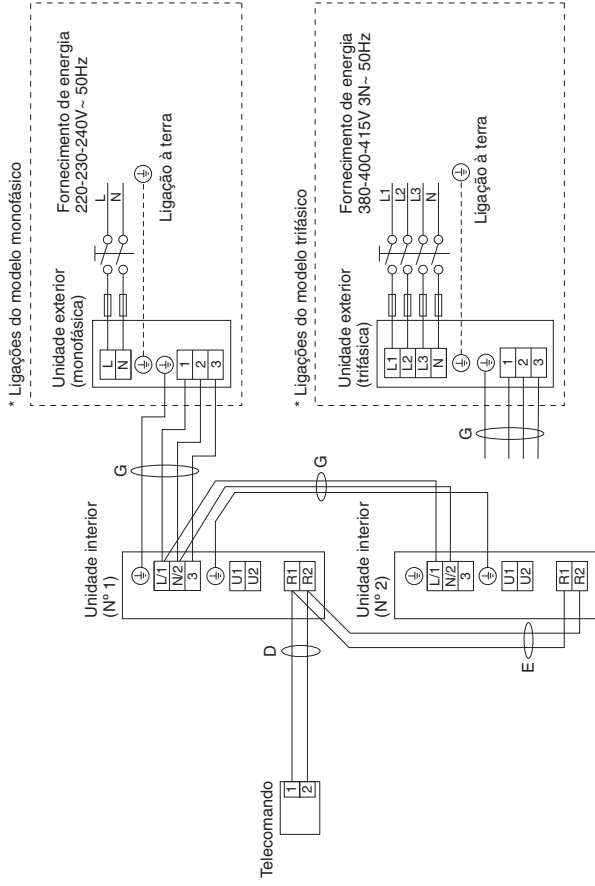 * Ligações do modelo monofásico
Unidade exterior
(monofásica)
Fornecimento de energia
220-230-240V ~ 50Hz
L
N
L
N
1
2
3
Ligação à terra
G
Unidade interior
(N° 1)
L/1
N/2
3
U1
U2
R1
R2
G
D
Telecomando
1
2
* Ligações do modelo trifásico
Unidade exterior
(trifásica)
Fornecimento de energia
380-400-415V 3N~ 50Hz
L1
L2
L3
N
L1
L2
L3
N
1
2
3
Ligação à terra
G
Unidade interior
(N° 2)
L/1
N/2
3
U1
U2
R1
R2
E